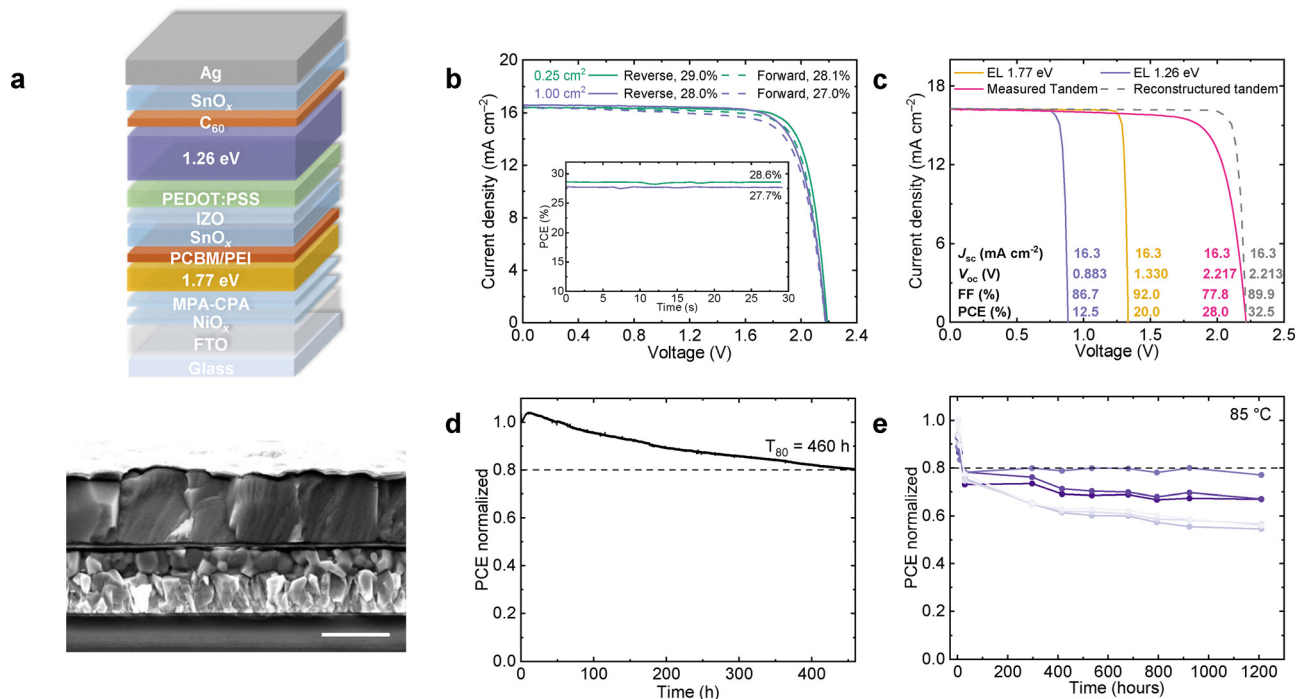 a
Ag
SnOₓ
C₆₀
1.26 eV
PEDOT:PSS
IZO
SnOₓ
PCBM/PEI
1.77 eV
MPA-CPA
NiOₓ
FTO
Glass
b
0.25 cm² Reverse, 29.0% Forward, 28.1%
1.00 cm² Reverse, 28.0% Forward, 27.0%
Current density (mA cm⁻²)
20
16
12
8
4
0
0.0 0.4 0.8 1.2 1.6 2.0 2.4
Voltage (V)
PCE (%)
30
25
20
15
10
28.6%
27.7%
0 5 10 15 20 25 30
Time (s)
c
EL 1.77 eV EL 1.26 eV
Measured Tandem Reconstructured tandem
Current density (mA cm⁻²)
18
12
6
0
Jsc (mA cm⁻²) 16.3 16.3 16.3 16.3
Voc (V) 0.883 1.330 2.217 2.213
FF (%) 86.7 92.0 77.8 89.9
PCE (%) 12.5 20.0 28.0 32.5
0.0 0.5 1.0 1.5 2.0 2.5
Voltage (V)
d
PCE normalized
1.0
0.8
0.6
0.4
0.2
0.0
T₈₀ = 460 h
0 100 200 300 400
Time (h)
e
85 °C
PCE normalized
1.0
0.8
0.6
0.4
0.2
0.0
0 200 400 600 800 1000 1200
Time (hours)